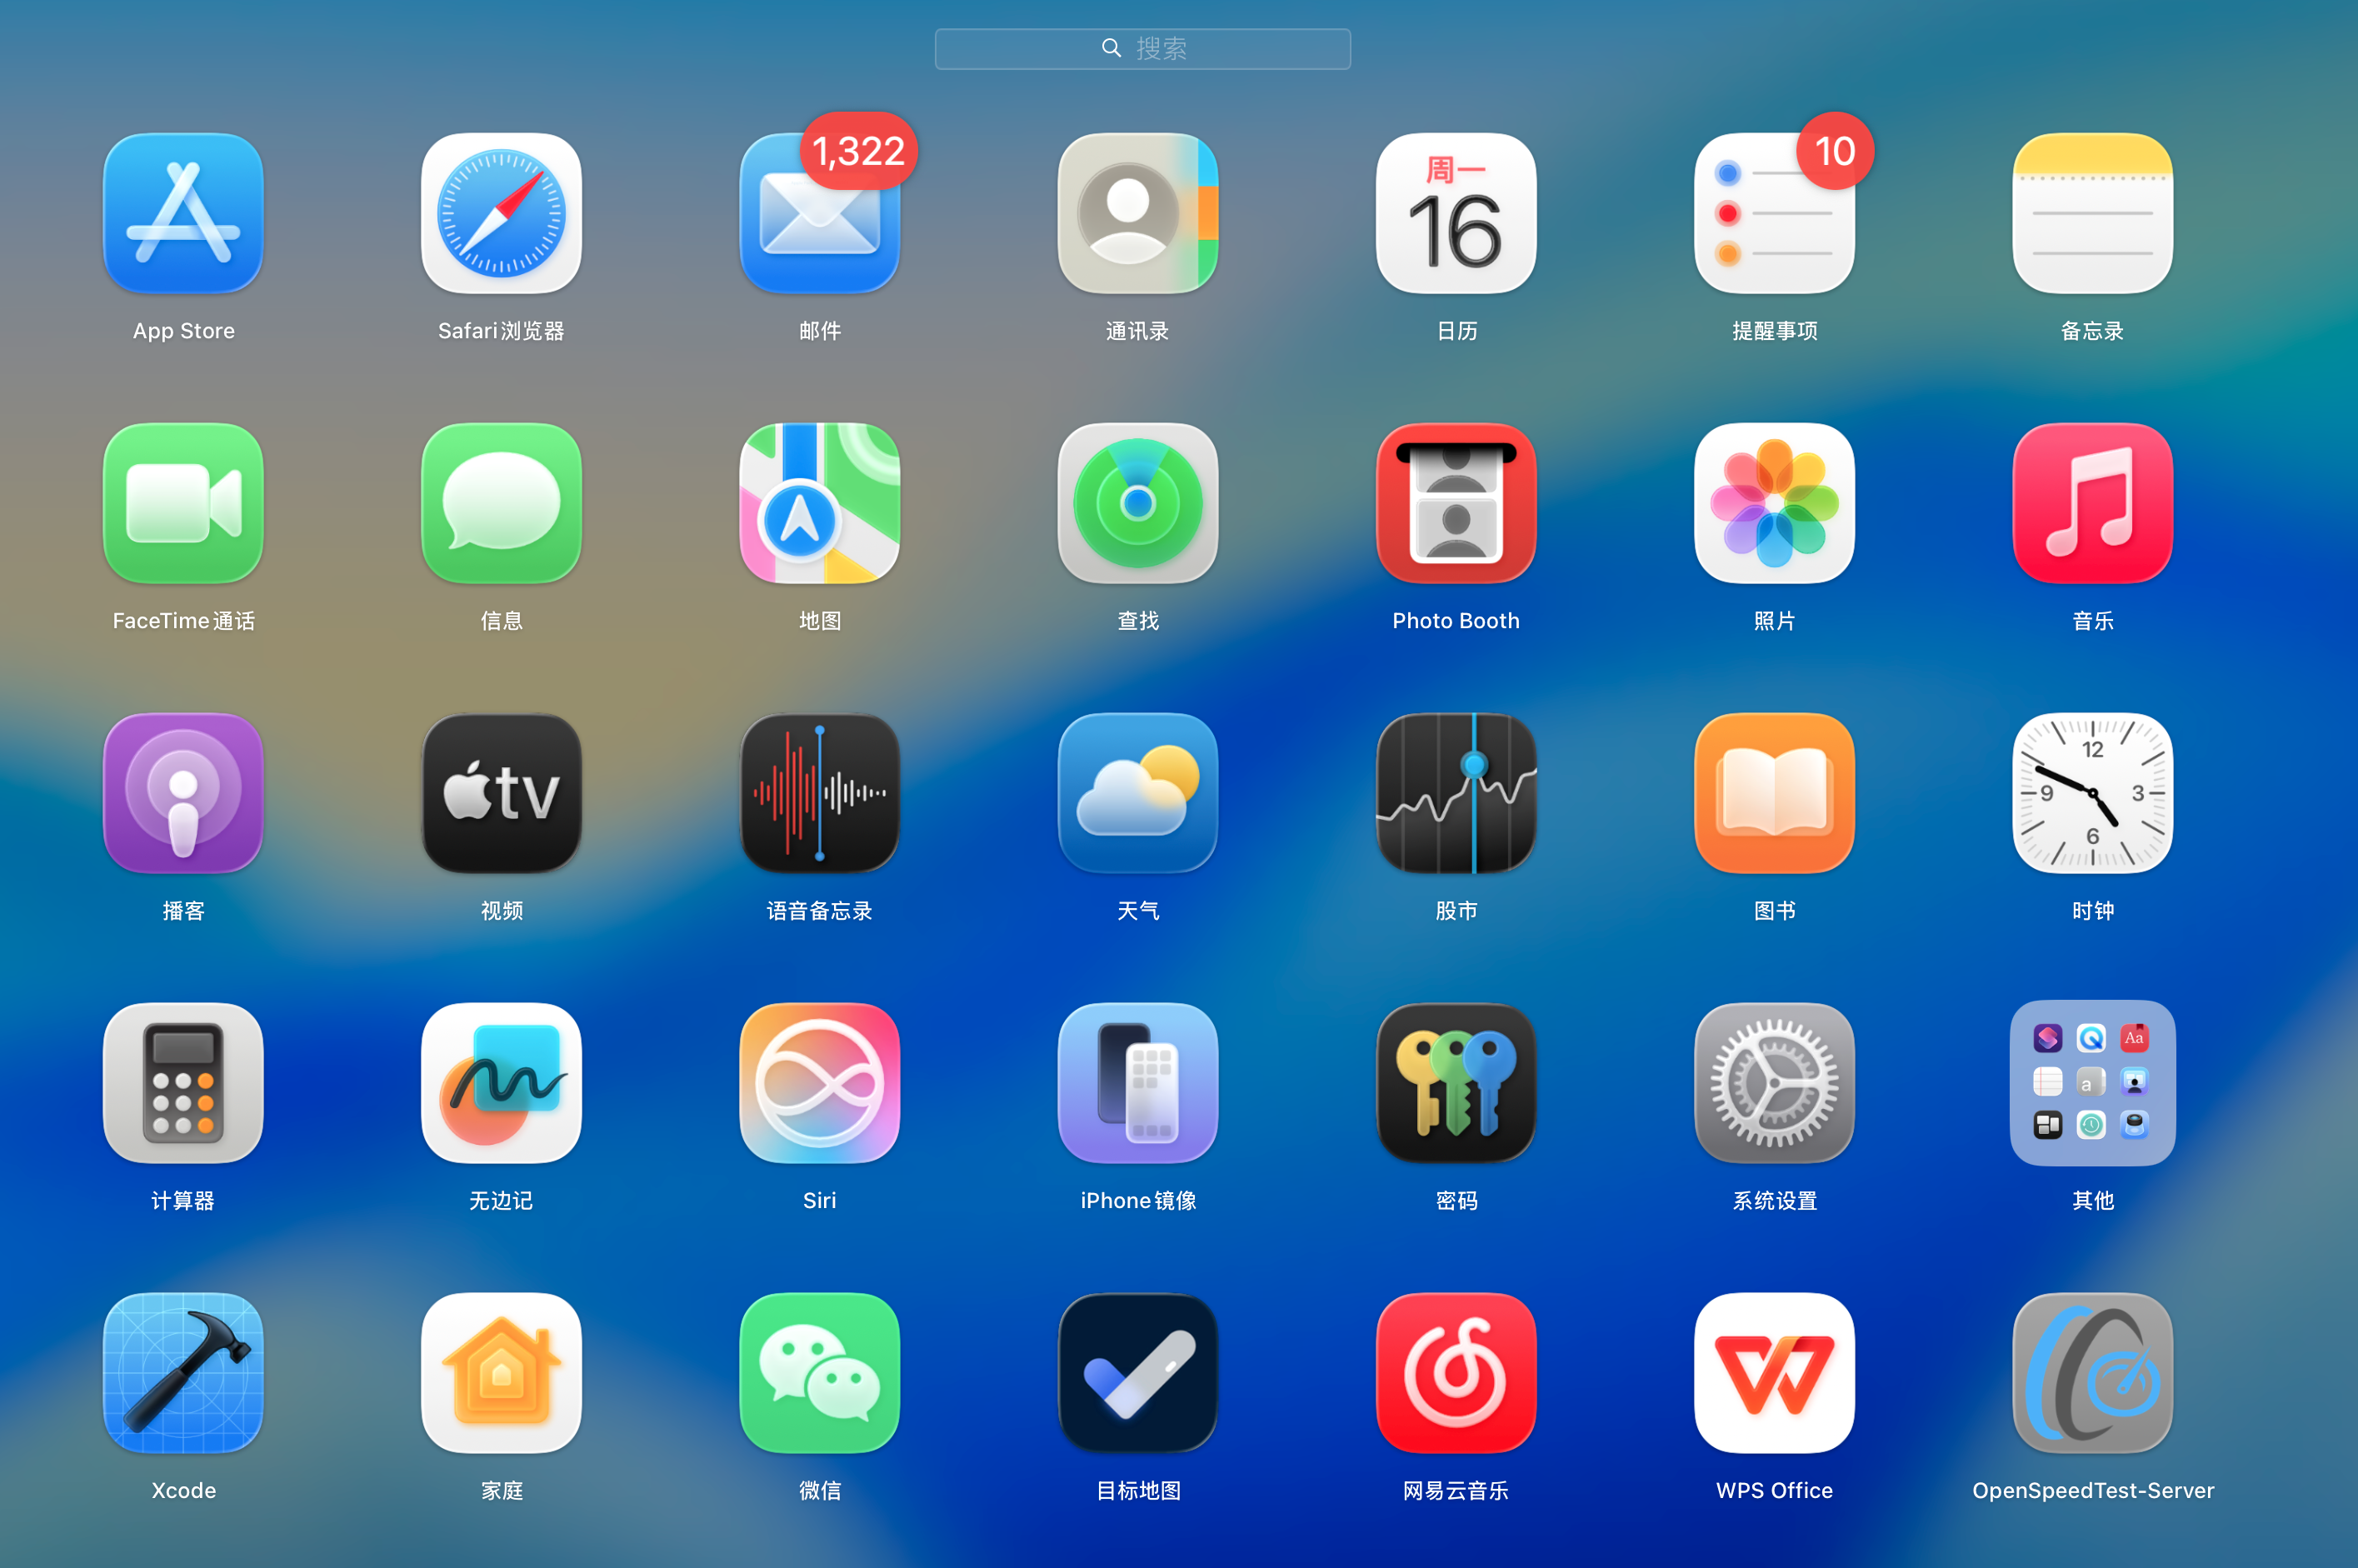 搜索
1,322
周一
16
10
App Store
Safari浏览器
邮件
通讯录
日历
提醒事项
备忘录
FaceTime通话
信息
地图
查找
Photo Booth
照片
音乐
tv
12
9
3
6
播客
视频
语音备忘录
天气
股市
图书
时钟
Aa
a
计算器
无边记
Siri
iPhone镜像
密码
系统设置
其他
Xcode
家庭
微信
目标地图
网易云音乐
WPS Office
OpenSpeedTest-Server